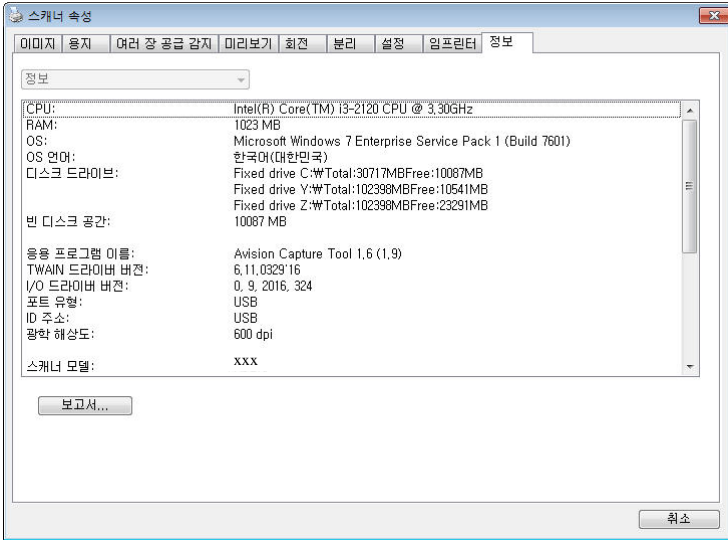 스캐너 속성
이미지 용지 여러 장 공급 감지 미리보기 회전 분리 설정 임프린터 정보
정보
CPU: Intel(R) Core(TM) i3-2120 CPU @ 3,30GHz
RAM: 1023 MB
OS: Microsoft Windows 7 Enterprise Service Pack 1 (Build 7601)
OS 언어: 한국어(대한민국)
디스크 드라이브: Fixed drive C:₩Total:30717MBFree:10087MB
Fixed drive Y:₩Total:102398MBFree:10541MB
Fixed drive Z:₩Total:102398MBFree:23291MB
빈 디스크 공간: 10087 MB
응용 프로그램 이름: Avision Capture Tool 1,6 (1,9)
TWAIN 드라이버 버전: 6,11,0329'16
I/O 드라이버 버전: 0, 9, 2016, 324
포트 유형: USB
ID 주소: USB
광학 해상도: 600 dpi
스캐너 모델: xxx
보고서...
취소